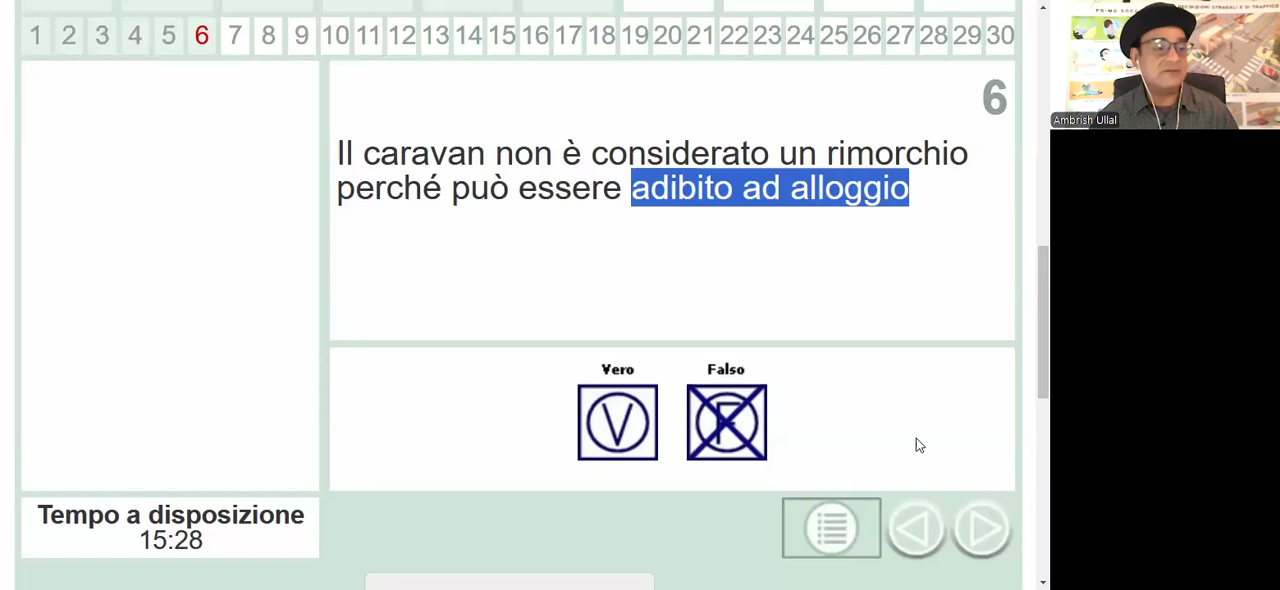 1 2 3 4 5 6 7 8 9 10 11 12 13 14 15 16 17 18 19 20 21 22 23 24 25 26 27 28 29 30
6
Il caravan non è considerato un rimorchio
perché può essere adibito ad alloggio
Vero Falso
V F
Tempo a disposizione
15:28
Ambrish Ullal